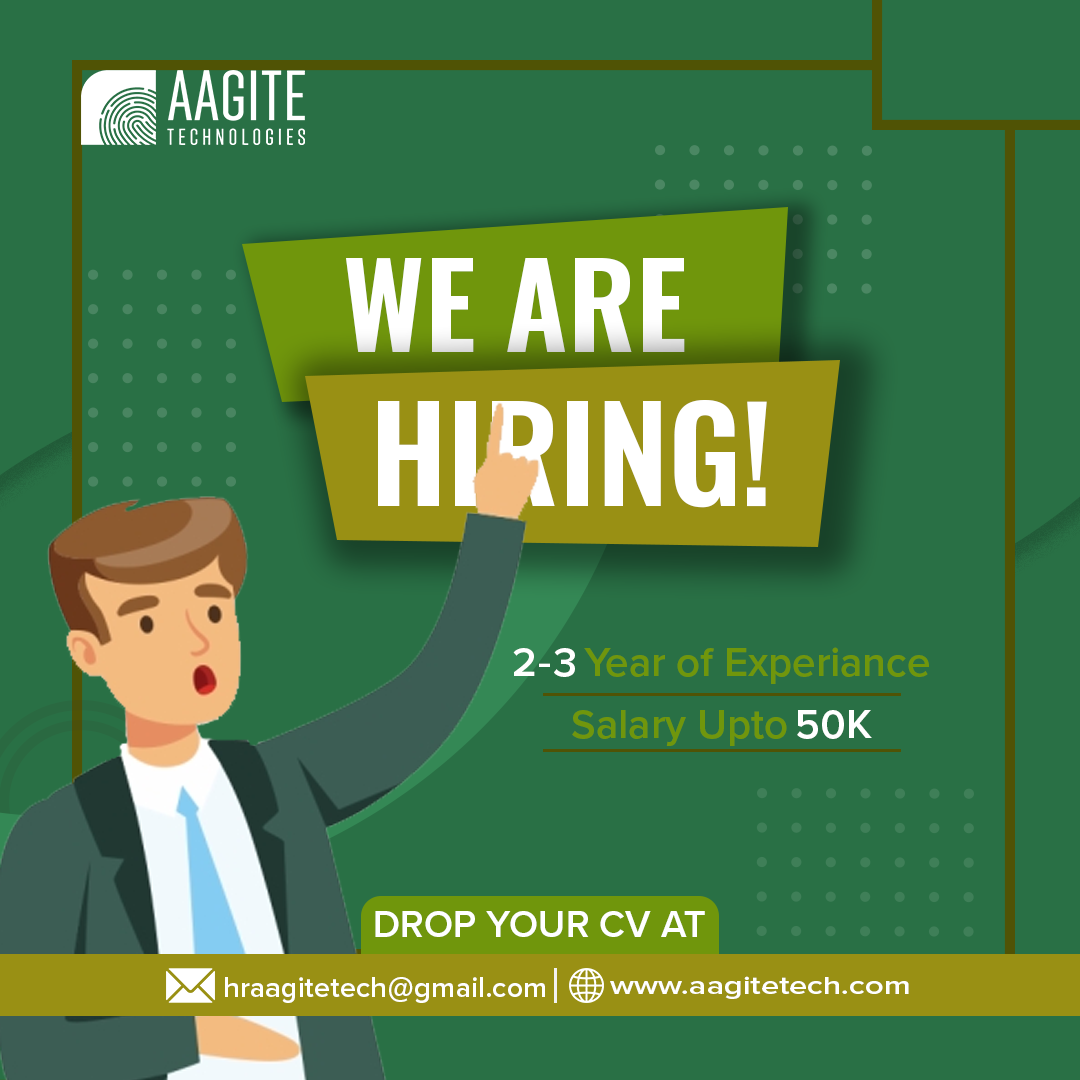 AAGITE
TECHNOLOGIES
WE ARE
HIRING!
2-3 Year of Experiance
Salary Upto 50K
DROP YOUR CV AT
hraagitetech@gmail.com | www.aagitetech.com